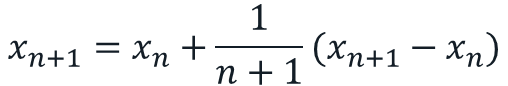 x_{n+1} = x_n + \frac{1}{n+1} (x_{n+1} - x_n)